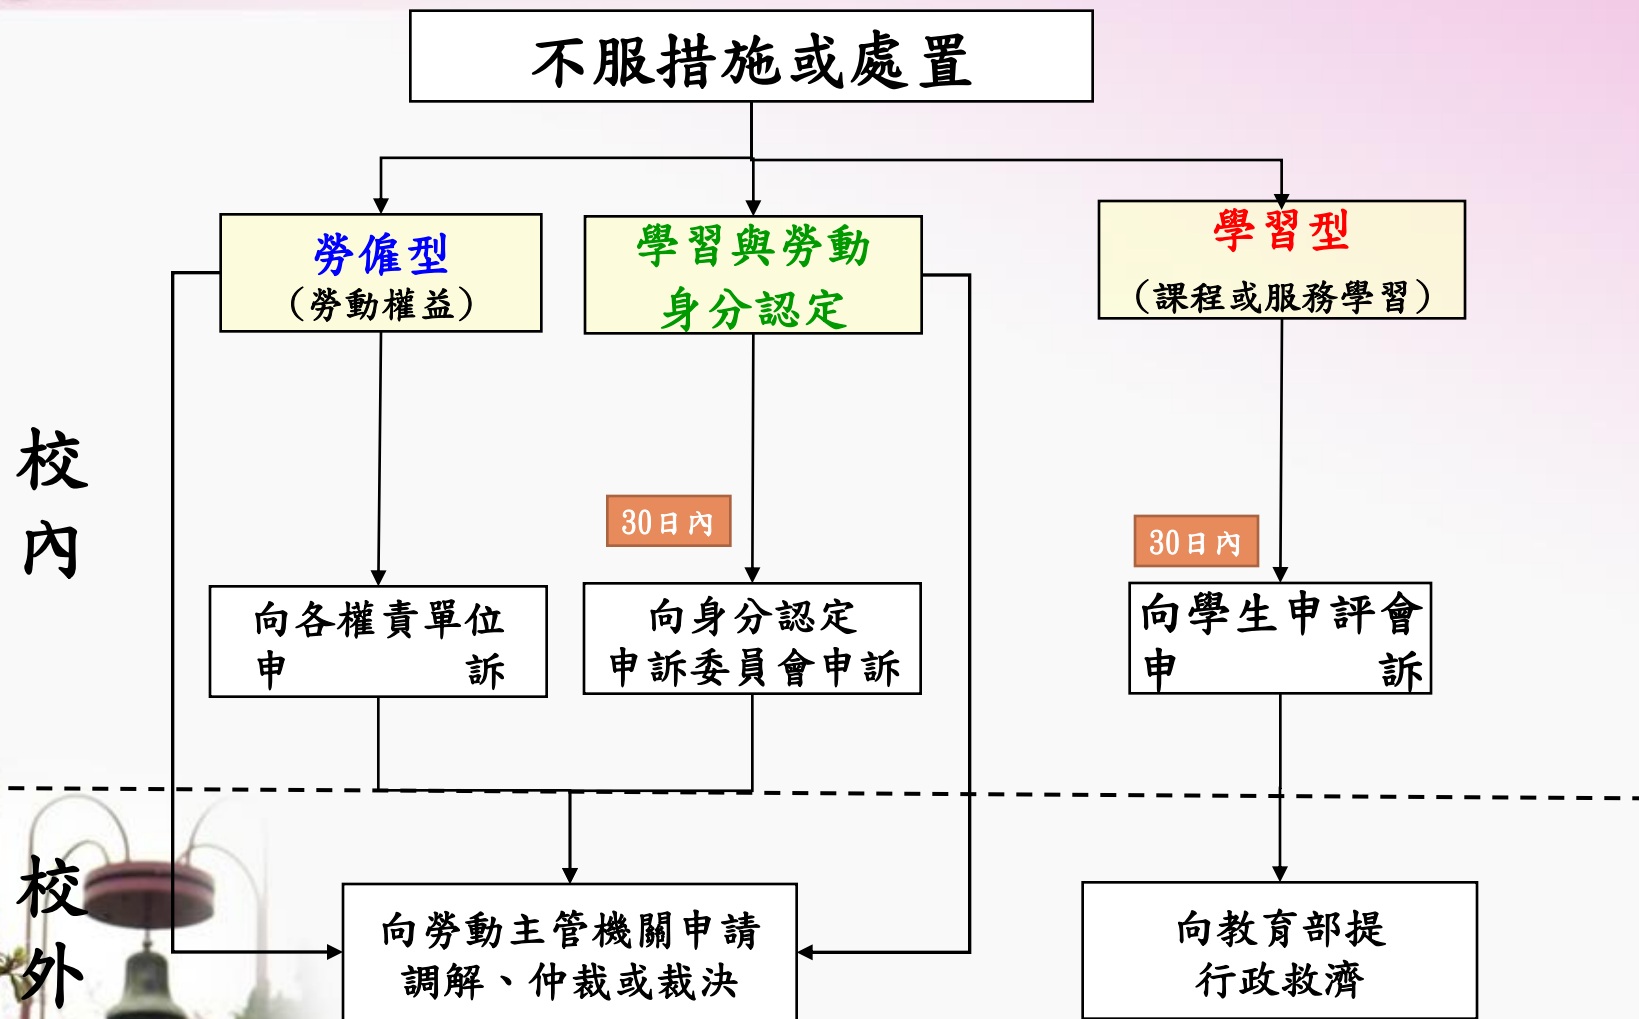 不服措施或處置
勞僱型
（勞動權益）
學習與勞動
身分認定
學習型
（課程或服務學習）
校
內
30日內
30日內
向各權責單位
申訴
向身分認定
申訴委員會申訴
向學生申評會
申訴
校
外
向勞動主管機關申請
調解、仲裁或裁決
向教育部提
行政救濟